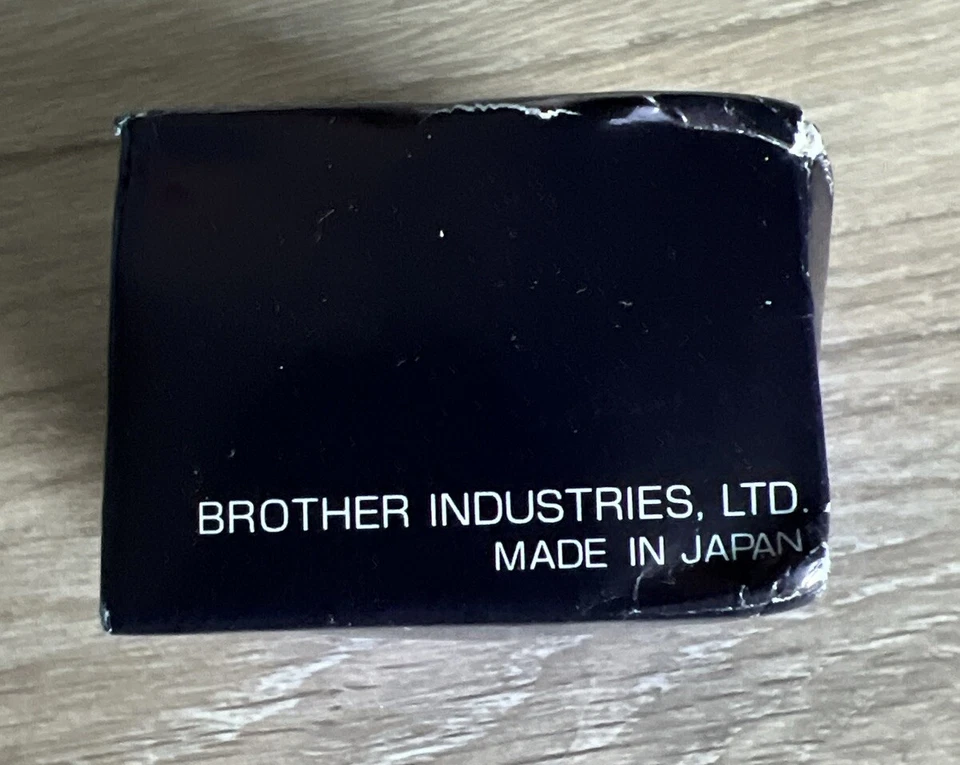 BROTHER INDUSTRIES, LTD.
MADE IN JAPAN